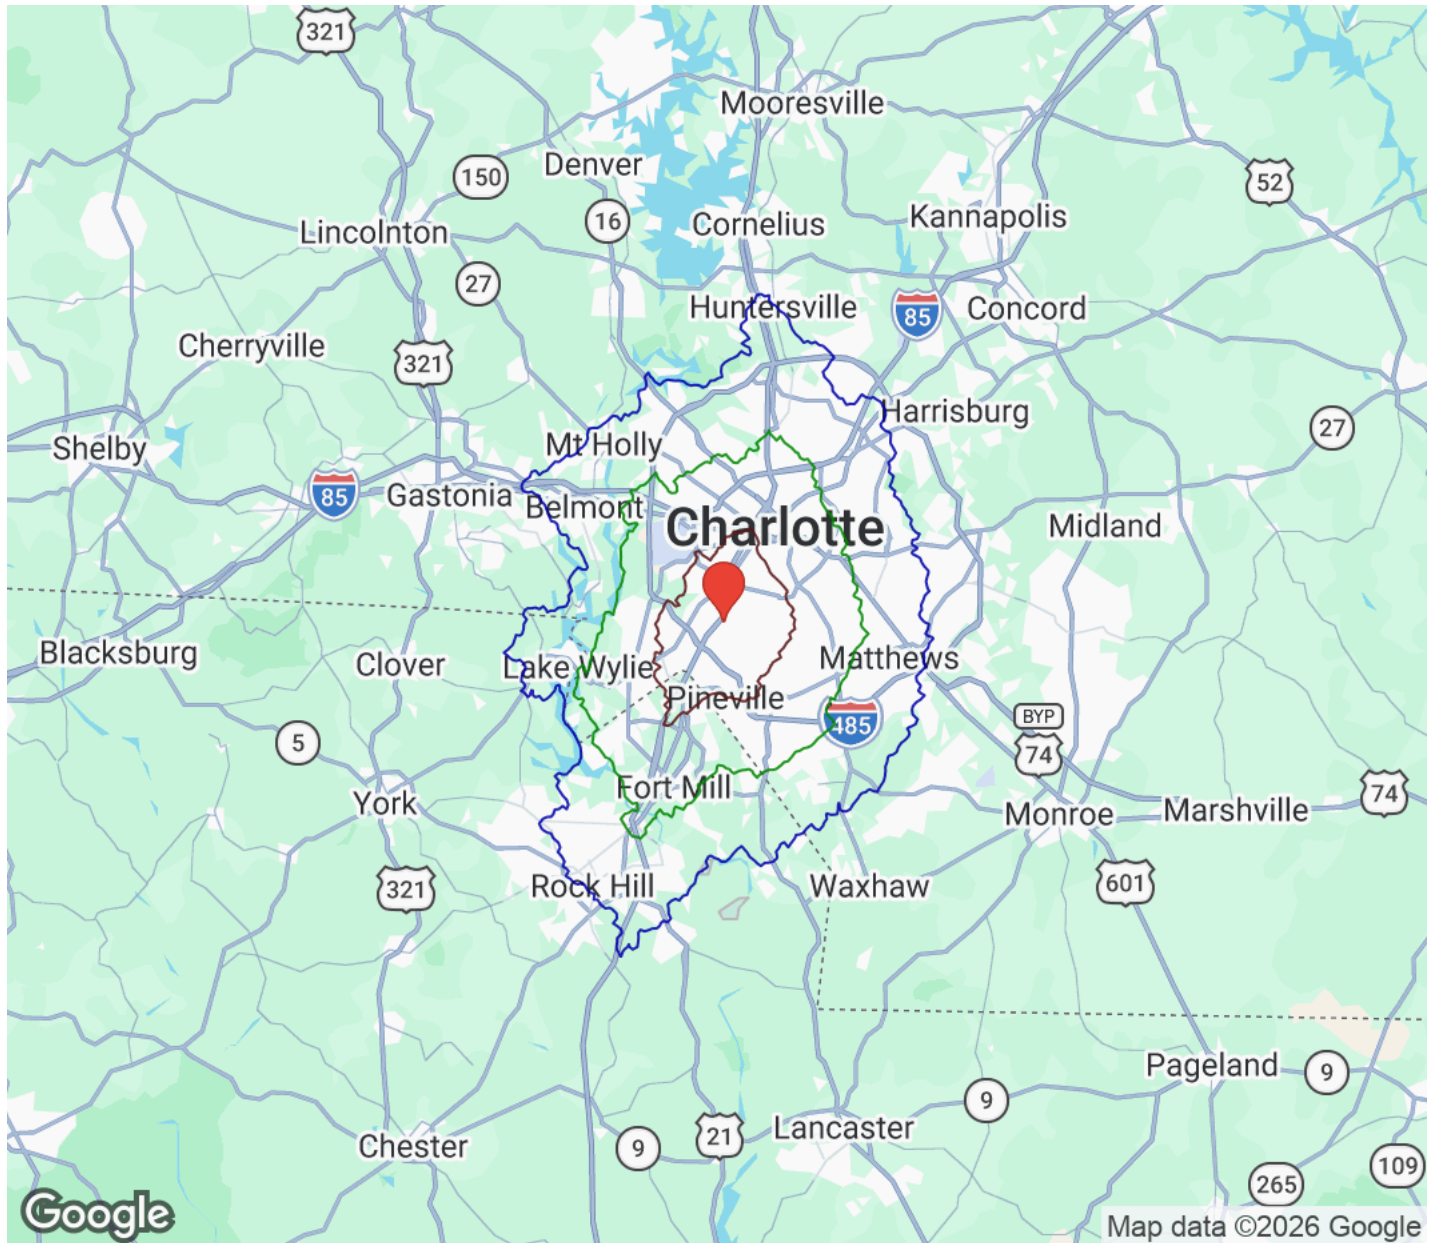 321
Mooresville
Denver
150
52
16
Cornelius
Kannapolis
Lincolnton
27
Huntersville
85
Concord
Cherryville
321
Harrisburg
27
Shelby
Mt Holly
85
Gastonia
Belmont
Charlotte
Midland
Blacksburg
Clover
Lake Wylie
Matthews
Pineville
485
BYP
74
5
Fort Mill
74
York
Monroe
Marshville
321
Rock Hill
Waxhaw
601
Pageland
9
9
Lancaster
21
Chester
9
109
265
Google
Map data ©2026 Google